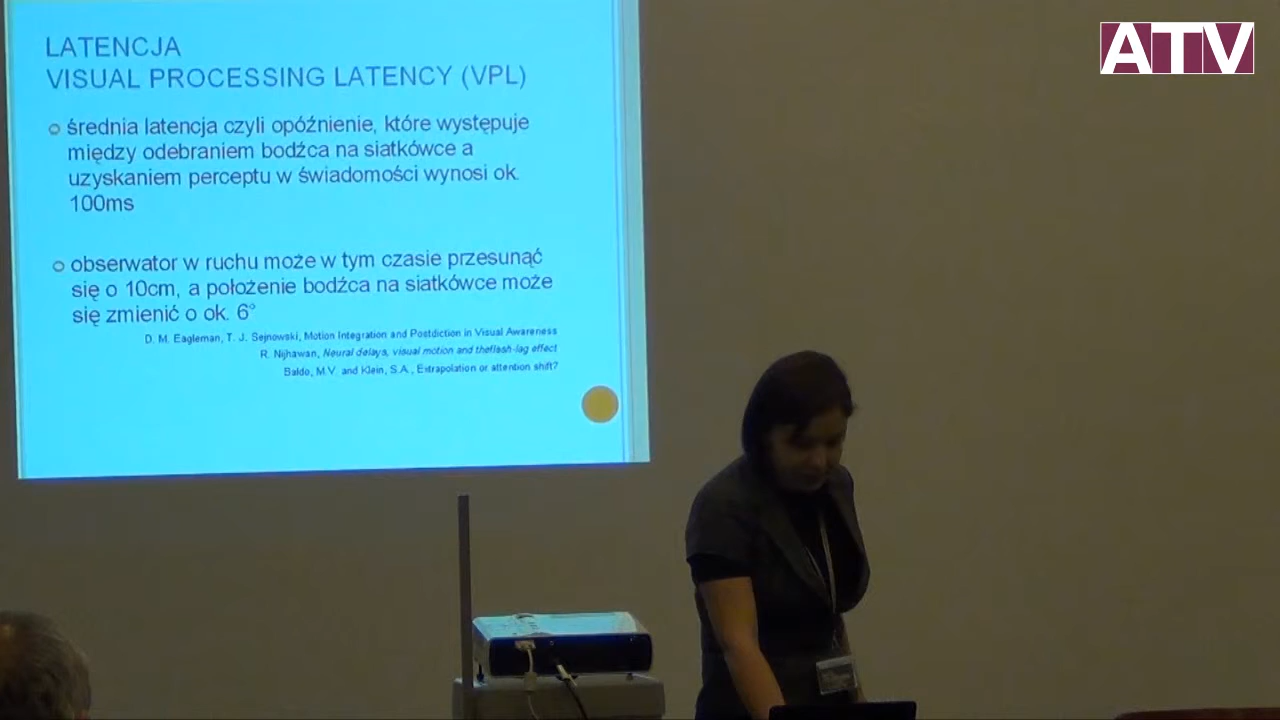 ATV
LATENCJA
VISUAL PROCESSING LATENCY (VPL)
średnia latencja czyli opóźnienie, które występuje
między odebraniem bodźca na siatkówce a
uzyskaniem perceptu w świadomości wynosi ok.
100ms
obserwator w ruchu może w tym czasie przesunąć
się o 10cm, a położenie bodźca na siatkówce może
się zmienić o ok. 6°
D. M. Eagleman, T. J. Sejnowski, Motion Integration and Postdiction in Visual Awareness
R. Nijhawan, Neural delays, visual motion and theflash-lag effect
Baldo, M.V. and Klein, S.A., Extrapolation or attention shift?